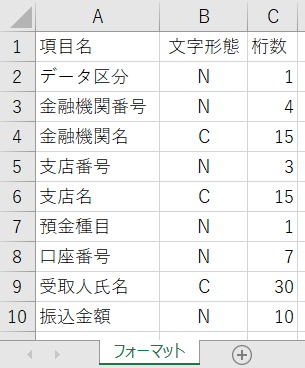 A B C
1 項目名 文字形態 桁数
2 データ区分 N 1
3 金融機関番号 N 4
4 金融機関名 C 15
5 支店番号 N 3
6 支店名 C 15
7 預金種目 N 1
8 口座番号 N 7
9 受取人氏名 C 30
10 振込金額 N 10
フォーマット